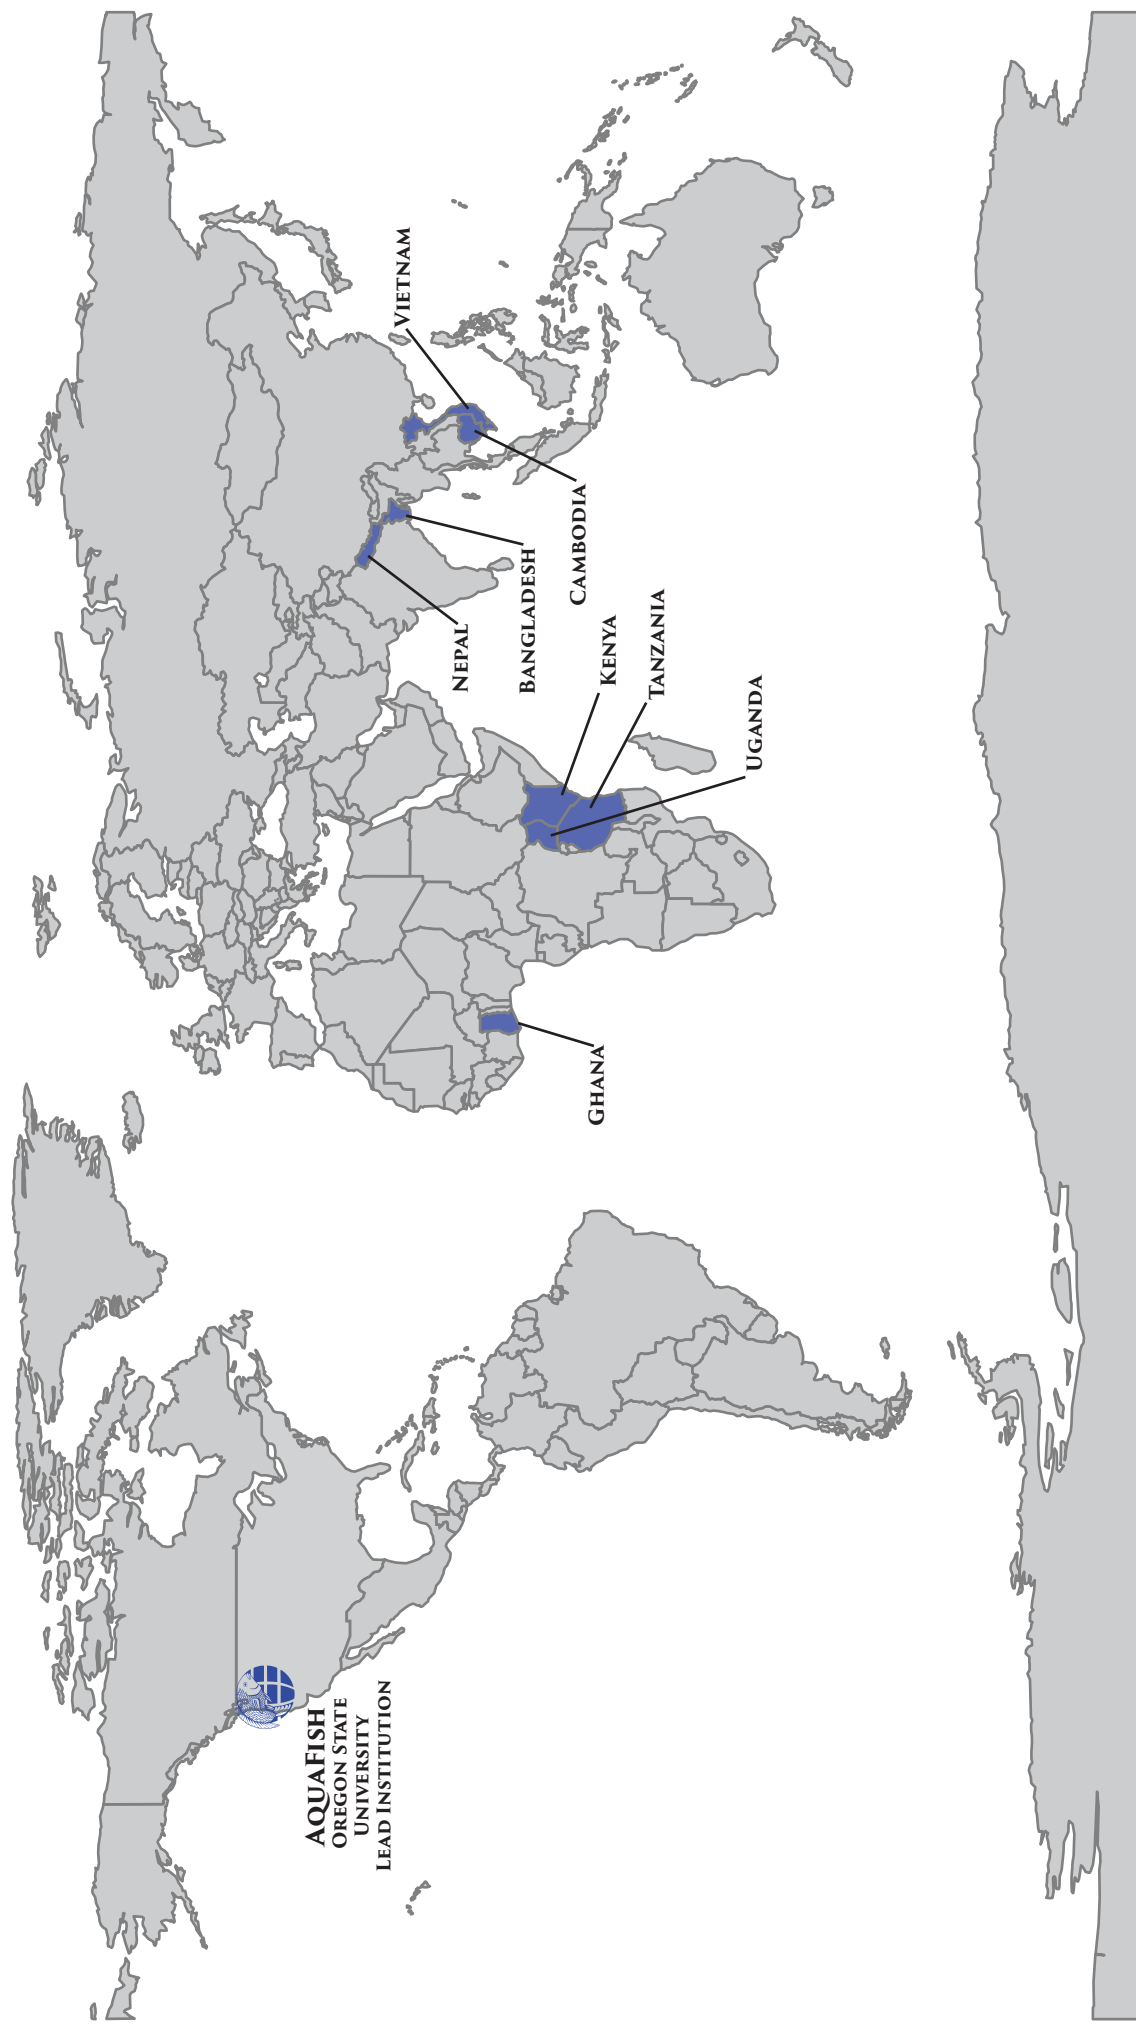 AquaFish
Oregon State
University
Lead Institution
Ghana
Nepal
Bangladesh
Cambodia
Vietnam
Kenya
Tanzania
Uganda